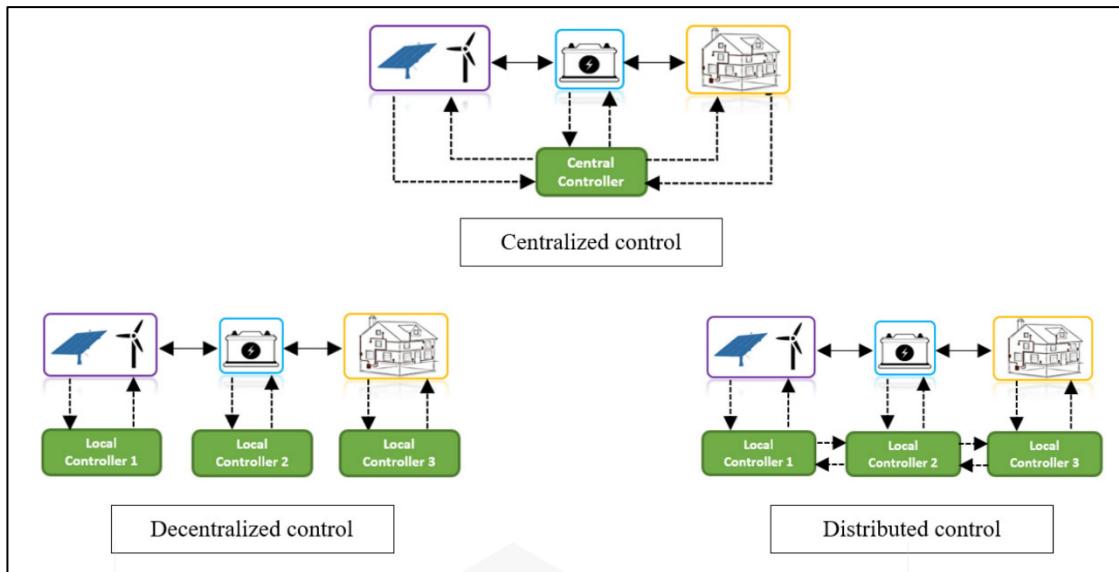 Central
Controller
Centralized control
Local
Controller 1
Local
Controller 2
Local
Controller 3
Decentralized control
Local
Controller 1
Local
Controller 2
Local
Controller 3
Distributed control